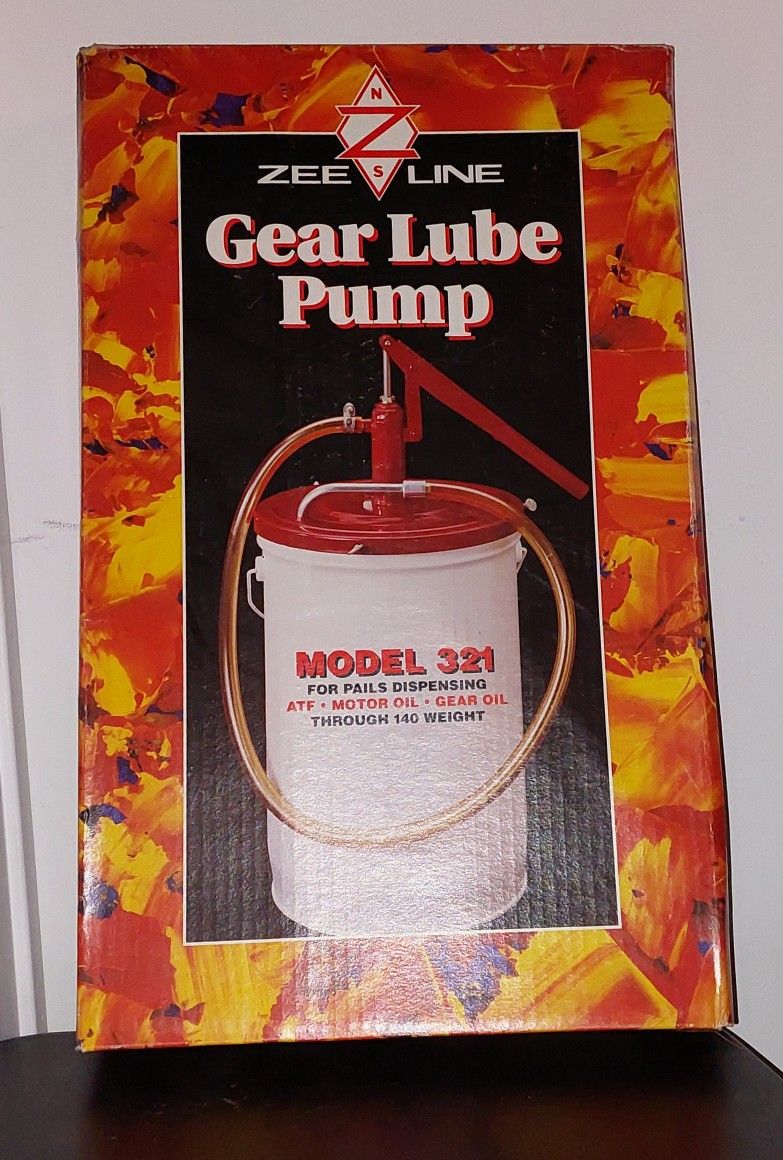 N
Z
S
ZEE LINE
Gear Lube
Pump
MODEL 321
FOR PAILS DISPENSING
ATF • MOTOR OIL • GEAR OIL
THROUGH 140 WEIGHT